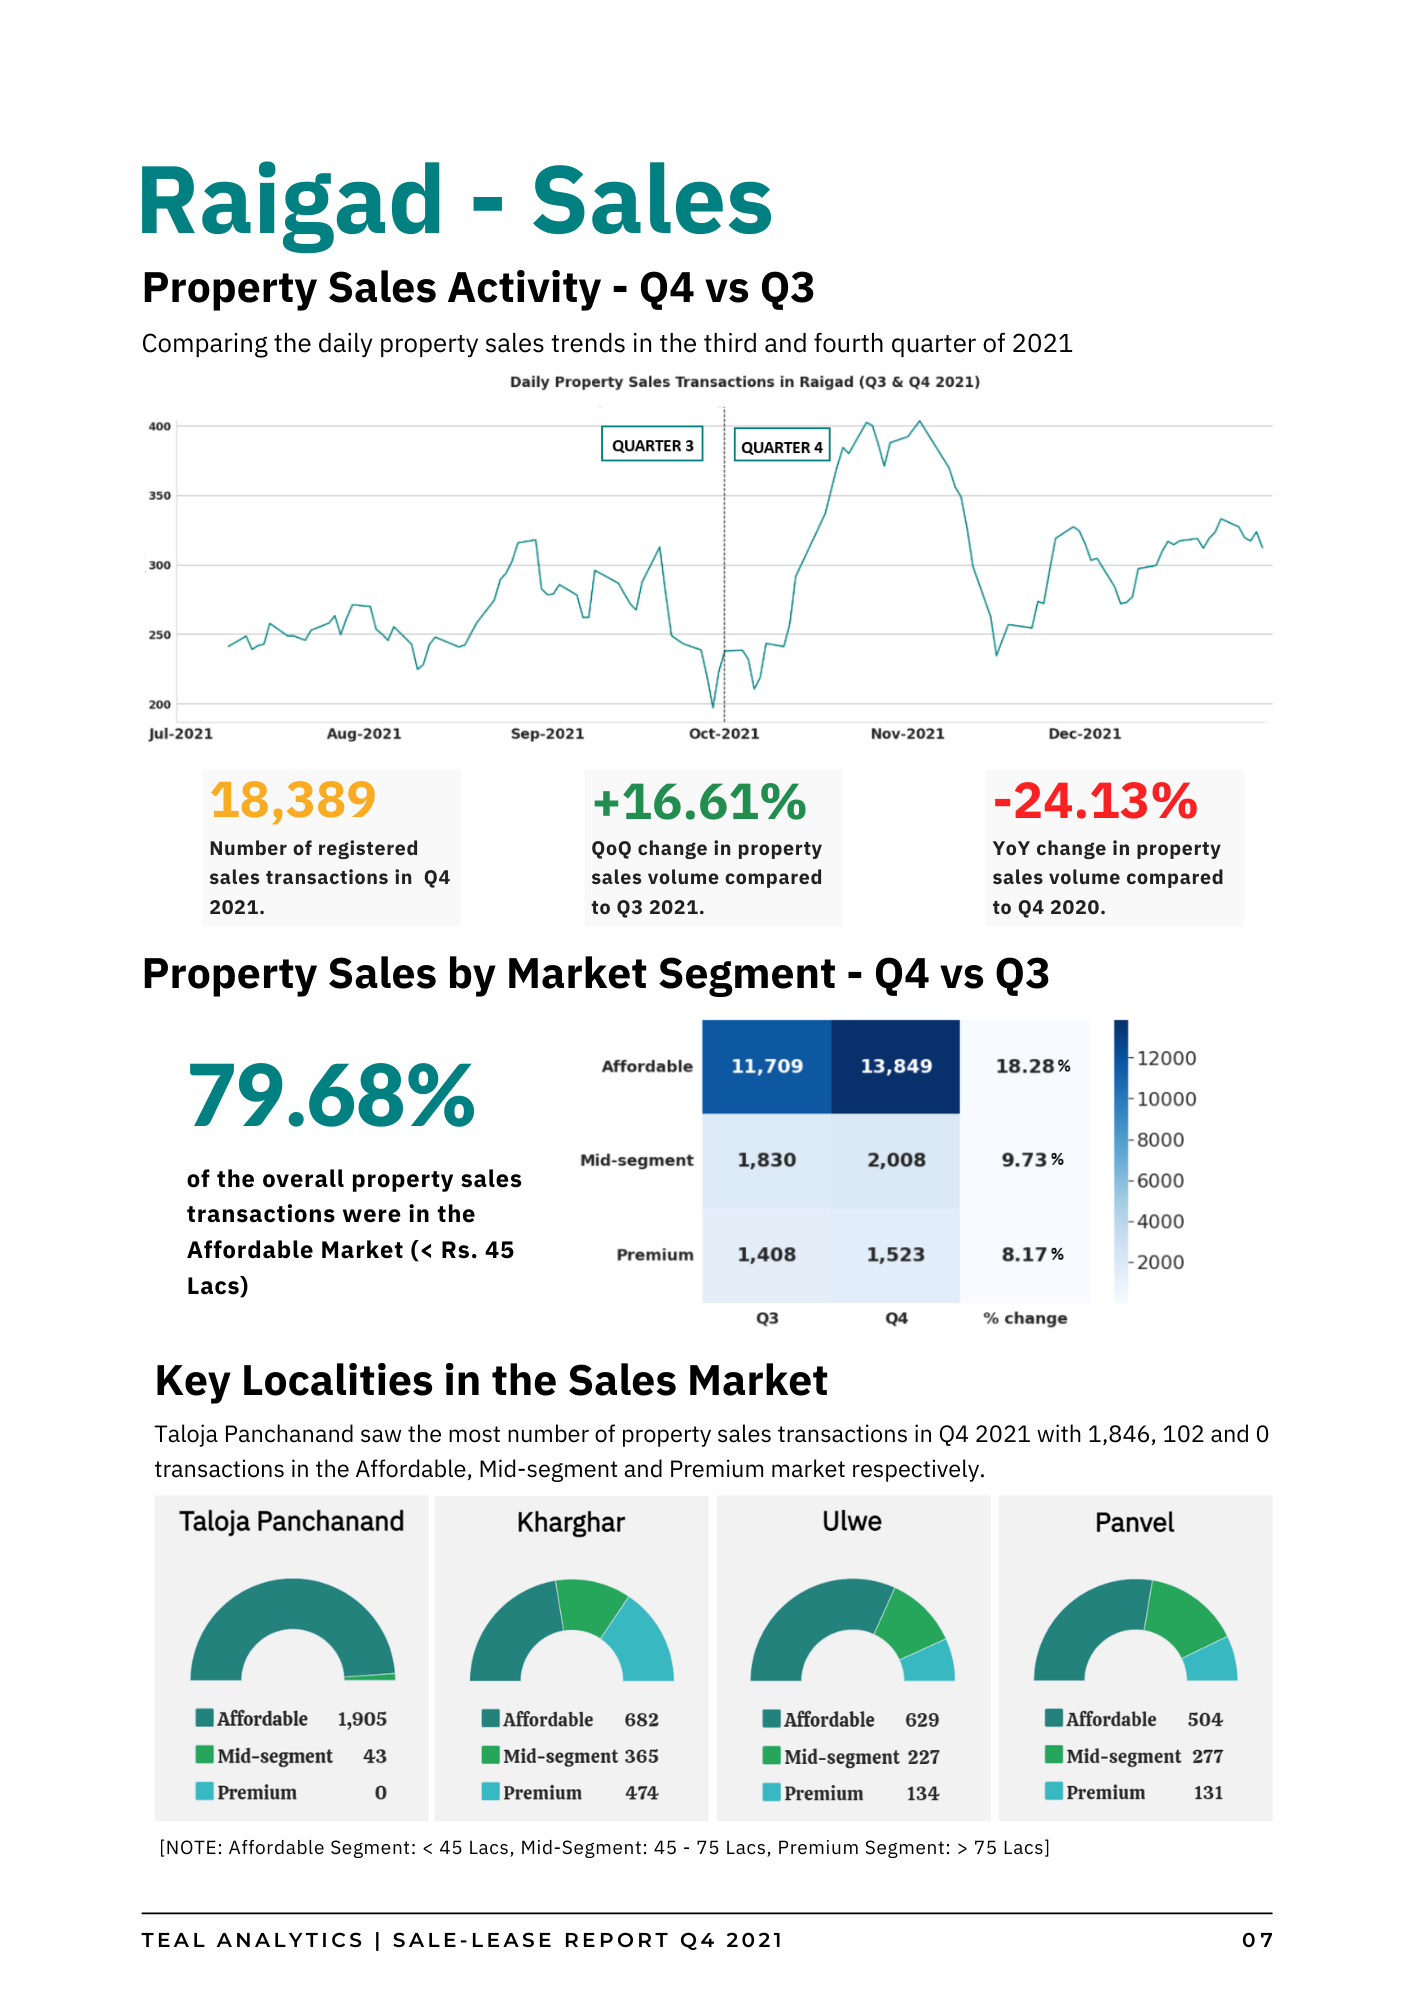 Raigad - Sales
Property Sales Activity - Q4 vs Q3
Comparing the daily property sales trends in the third and fourth quarter of 2021
Daily Property Sales Transactions in Raigad (Q3 & Q4 2021)
QUARTER 3
QUARTER 4
400
350
300
250
200
Jul-2021 Aug-2021 Sep-2021 Oct-2021 Nov-2021 Dec-2021
18,389
Number of registered
sales transactions in Q4
2021.
+16.61%
QoQ change in property
sales volume compared
to Q3 2021.
-24.13%
YoY change in property
sales volume compared
to Q4 2020.
Property Sales by Market Segment - Q4 vs Q3
79.68%
of the overall property sales
transactions were in the
Affordable Market (< Rs. 45
Lacs)
Affordable 11,709 13,849 18.28 %
Mid-segment 1,830 2,008 9.73 %
Premium 1,408 1,523 8.17 %
Q3 Q4 % change
12000
10000
8000
6000
4000
2000
Key Localities in the Sales Market
Taloja Panchanand saw the most number of property sales transactions in Q4 2021 with 1,846, 102 and 0
transactions in the Affordable, Mid-segment and Premium market respectively.
Taloja Panchanand
Affordable 1,905
Mid-segment 43
Premium 0
Kharghar
Affordable 682
Mid-segment 365
Premium 474
Ulwe
Affordable 629
Mid-segment 227
Premium 134
Panvel
Affordable 504
Mid-segment 277
Premium 131
[NOTE: Affordable Segment: < 45 Lacs, Mid-Segment: 45 - 75 Lacs, Premium Segment: > 75 Lacs]
TEAL ANALYTICS | SALE-LEASE REPORT Q4 2021 07